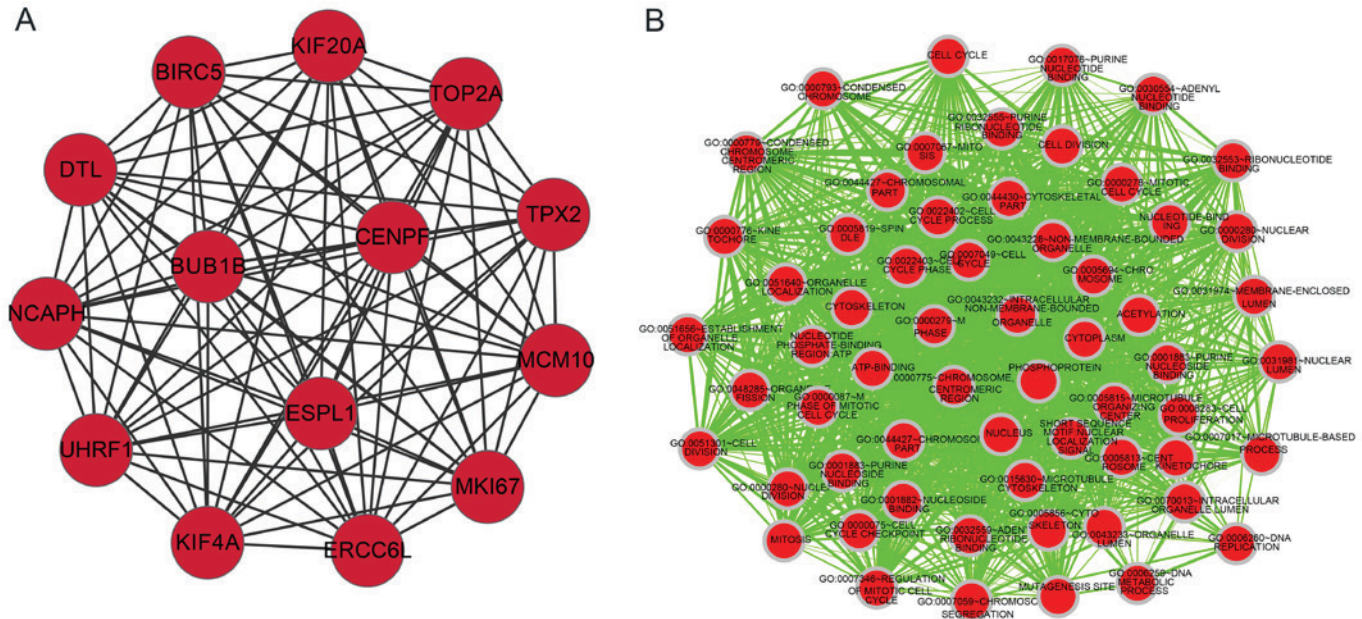 A
KIF20A
BIRC5
TOP2A
DTL
TPX2
CENPF
BUB1B
NCAPH
MCM10
ESPL1
UHRF1
MKI67
KIF4A
ERCC6L
B
CELL CYCLE
GO:0017076~PURINE
NUCLEOTIDE
BINDING
GO:0000793~CONDENSED
CHROMOSOME
GO:0030554~ADENYL
NUCLEOTIDE
BINDING
GO:0032555~PURINE
RIBONUCLEOTIDE
BINDING
GO:0000779~CONDENSED
CHROMOSOME,
CENTROMERIC
REGION
GO:0007067~MITO
SIS
CELL DIVISION
GO:0032553~RIBONUCLEOTIDE
BINDING
GO:0044427~CHROMOSOMAL
PART
GO:0044430~CYTOSKELETAL
PART
GO:0000278~MITOTIC
CELL CYCLE
GO:0022402~CELL
CYCLE PROCESS
NUCLEOTIDE-BIND
ING
GO:0000776~KINE
TOCHORE
GO:0005819~SPIN
DLE
GO:0043228~NON-MEMBRANE-BOUNDED
ORGANELLE
GO:0000280~NUCLEAR
DIVISION
GO:0022403~CELL
CYCLE PHASE
GO:0007049~CELL
CYCLE
GO:0005694~CHRO
MOSOME
GO:0051640~ORGANELLE
LOCALIZATION
GO:0031974~MEMBRANE-ENCLOSED
LUMEN
CYTOSKELETON
GO:0043232~INTRACELLULAR
NON-MEMBRANE-BOUNDED
ORGANELLE
ACETYLATION
GO:0051656~ESTABLISHMENT
OF ORGANELLE
LOCALIZATION
NUCLEOTIDE
PHOSPHATE-BINDING
REGION:ATP
GO:0000279~M
PHASE
CYTOPLASM
ATP-BINDING
GO:0001883~PURINE
NUCLEOSIDE
BINDING
GO:0031981~NUCLEAR
LUMEN
GO:0048285~ORGANELLE
FISSION
GO:0000087~M
PHASE OF MITOTIC
CELL CYCLE
0000775~CHROMOSOME,
CENTROMERIC
REGION
PHOSPHOPROTEIN
GO:0005815~MICROTUBULE
ORGANIZING
CENTER
GO:0008283~CELL
PROLIFERATION
GO:0051301~CELL
DIVISION
GO:0044427~CHROMOSO
PART
NUCLEUS
SHORT SEQUENCE
MOTIF:NUCLEAR
LOCALIZATION
SIGNAL
GO:0007017~MICROTUBULE-BASED
PROCESS
GO:0005813~CENT
ROSOME
KINETOCHORE
GO:0001883~PURINE
NUCLEOSIDE
BINDING
GO:0000280~NUCLE
DIVISION
GO:0015630~MICROTUBULE
CYTOSKELETON
GO:0001882~NUCLEOSIDE
BINDING
GO:0070013~INTRACELLULAR
ORGANELLE LUMEN
GO:0005856~CYTO
SKELETON
MITOSIS
GO:0000075~CELL
CYCLE CHECKPOINT
GO:0032559~ADEN
RIBONUCLEOTIDE
BINDING
GO:0043233~ORGANELLE
LUMEN
GO:0006260~DNA
REPLICATION
GO:0007346~REGULATION
OF MITOTIC CELL
CYCLE
GO:0007059~CHROMOSO
SEGREGATION
MUTAGENESIS SITE
GO:0006259~DNA
METABOLIC
PROCESS